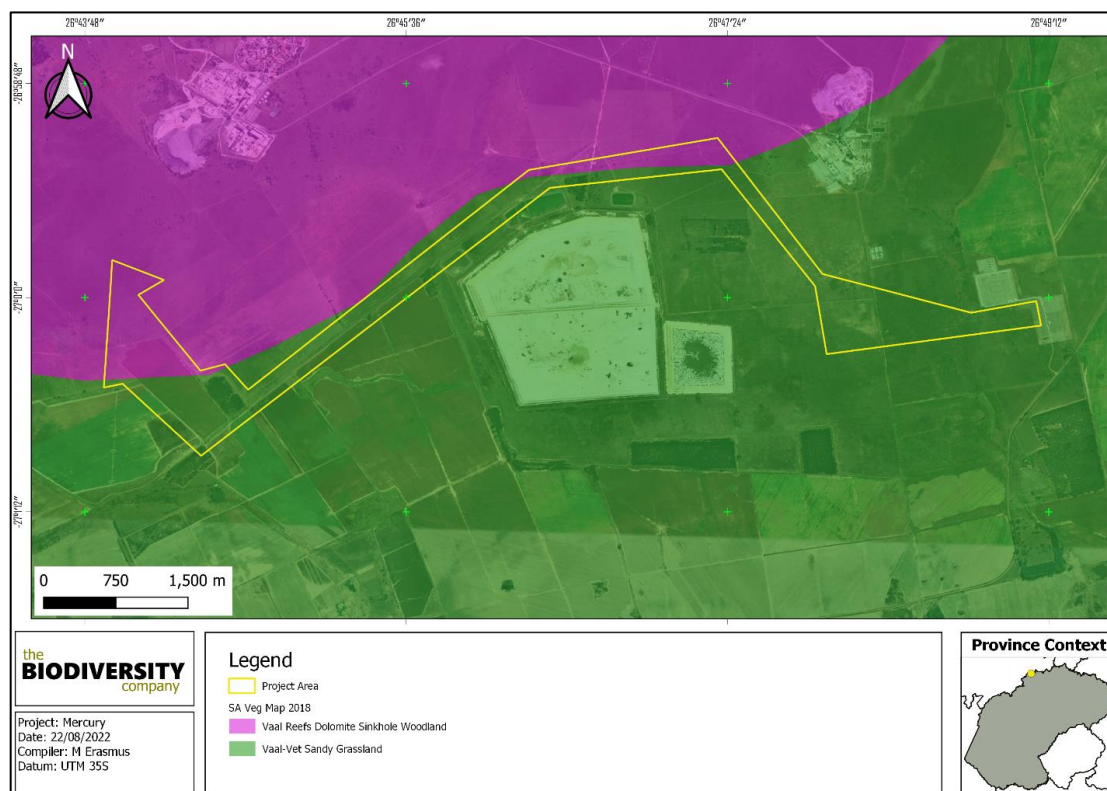 26°43'48" 26°45'36" 26°47'24" 26°49'12"
N
-26°58'48"
-27°0'0"
-27°1'12"
0 750 1,500 m
the
BIODIVERSITY
company
Project: Mercury
Date: 22/08/2022
Compiler: M Erasmus
Datum: UTM 35S
Legend
Project Area
SA Veg Map 2018
Vaal Reefs Dolomite Sinkhole Woodland
Vaal-Vet Sandy Grassland
Province Context